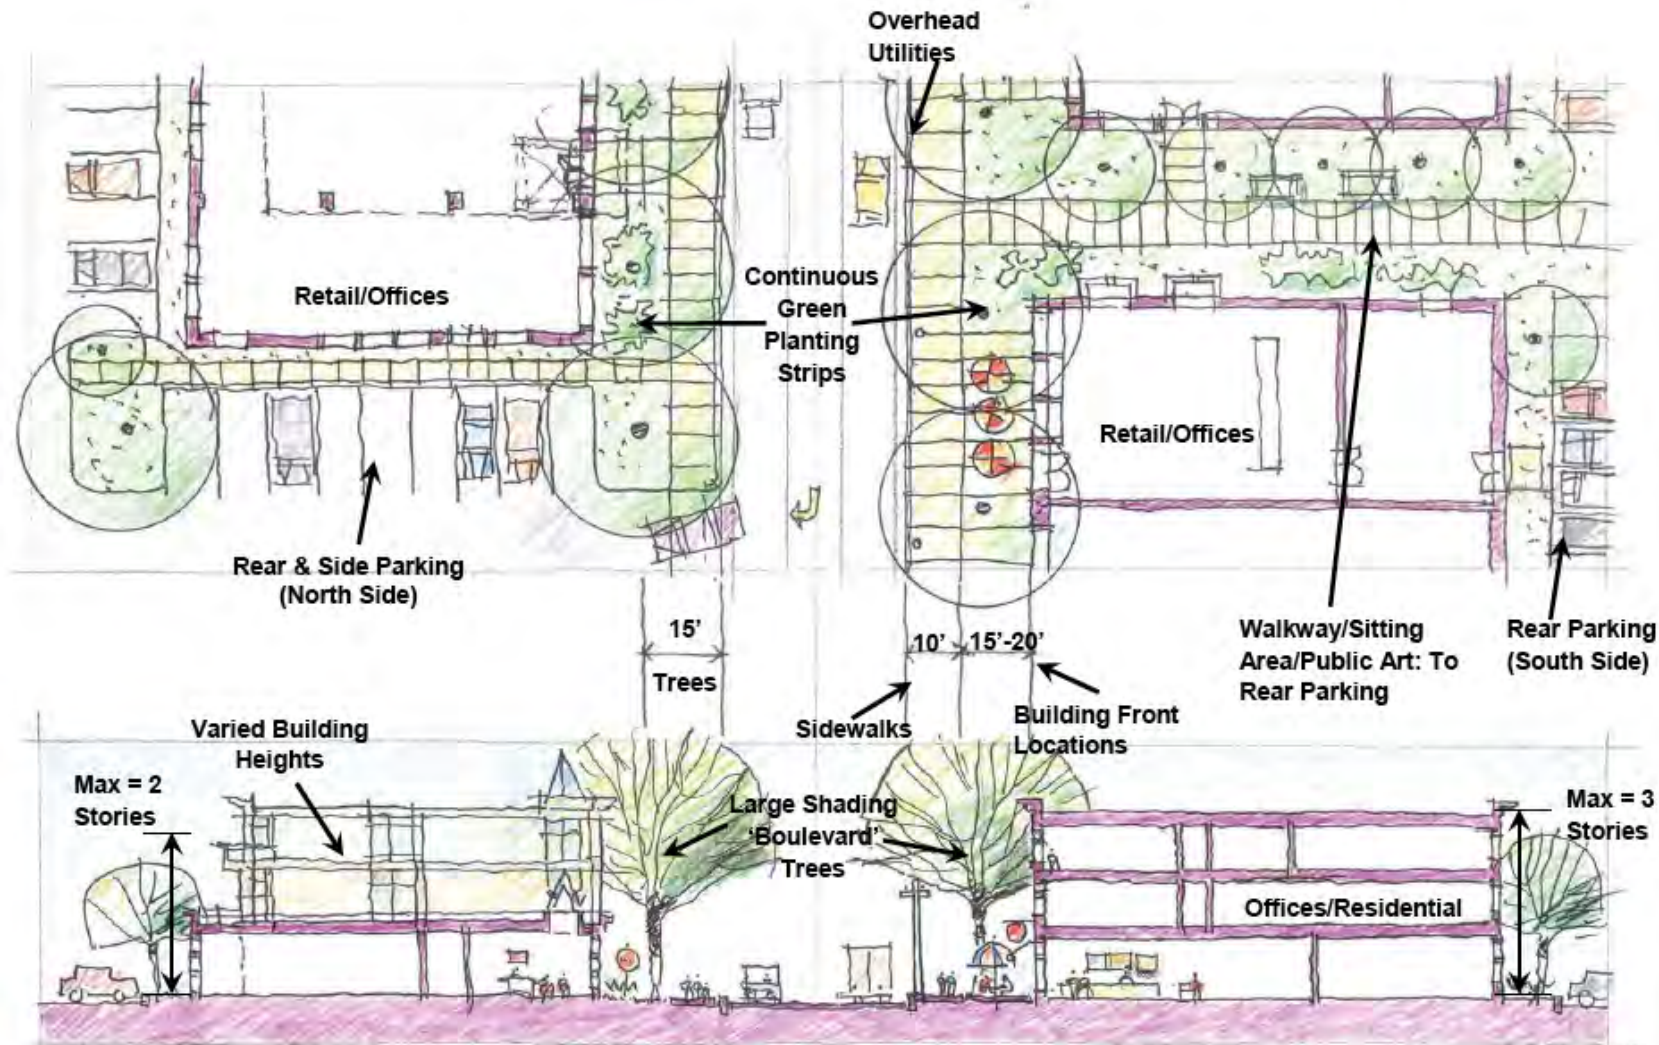 Overhead
Utilities
Retail/Offices
Continuous
Green
Planting
Strips
Retail/Offices
Rear & Side Parking
(North Side)
15’
Trees
10’
15’-20’
Walkway/Sitting
Area/Public Art: To
Rear Parking
Rear Parking
(South Side)
Sidewalks
Building Front
Locations
Varied Building
Heights
Max = 2
Stories
Large Shading
‘Boulevard’
Trees
Max = 3
Stories
Offices/Residential